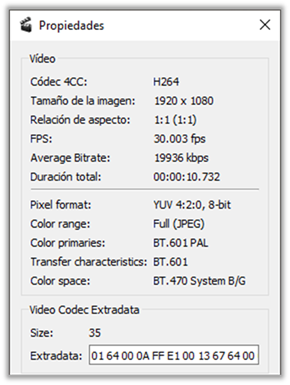 Propiedades
Vídeo
Códec 4CC: H264
Tamaño de la imagen: 1920 x 1080
Relación de aspecto: 1:1 (1:1)
FPS: 30.003 fps
Average Bitrate: 19936 kbps
Duración total: 00:00:10.732
Pixel format: YUV 4:2:0, 8-bit
Color range: Full (JPEG)
Color primaries: BT.601 PAL
Transfer characteristics: BT.601
Color space: BT.470 System B/G
Video Codec Extradata
Size: 35
Extradata: 01 64 00 0A FF E1 00 13 67 64 00